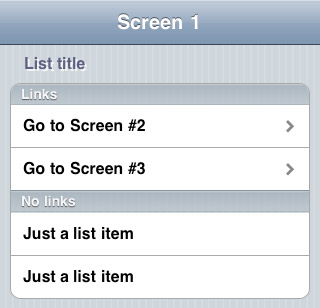 Screen 1
List title
Links
Go to Screen #2
Go to Screen #3
No links
Just a list item
Just a list item